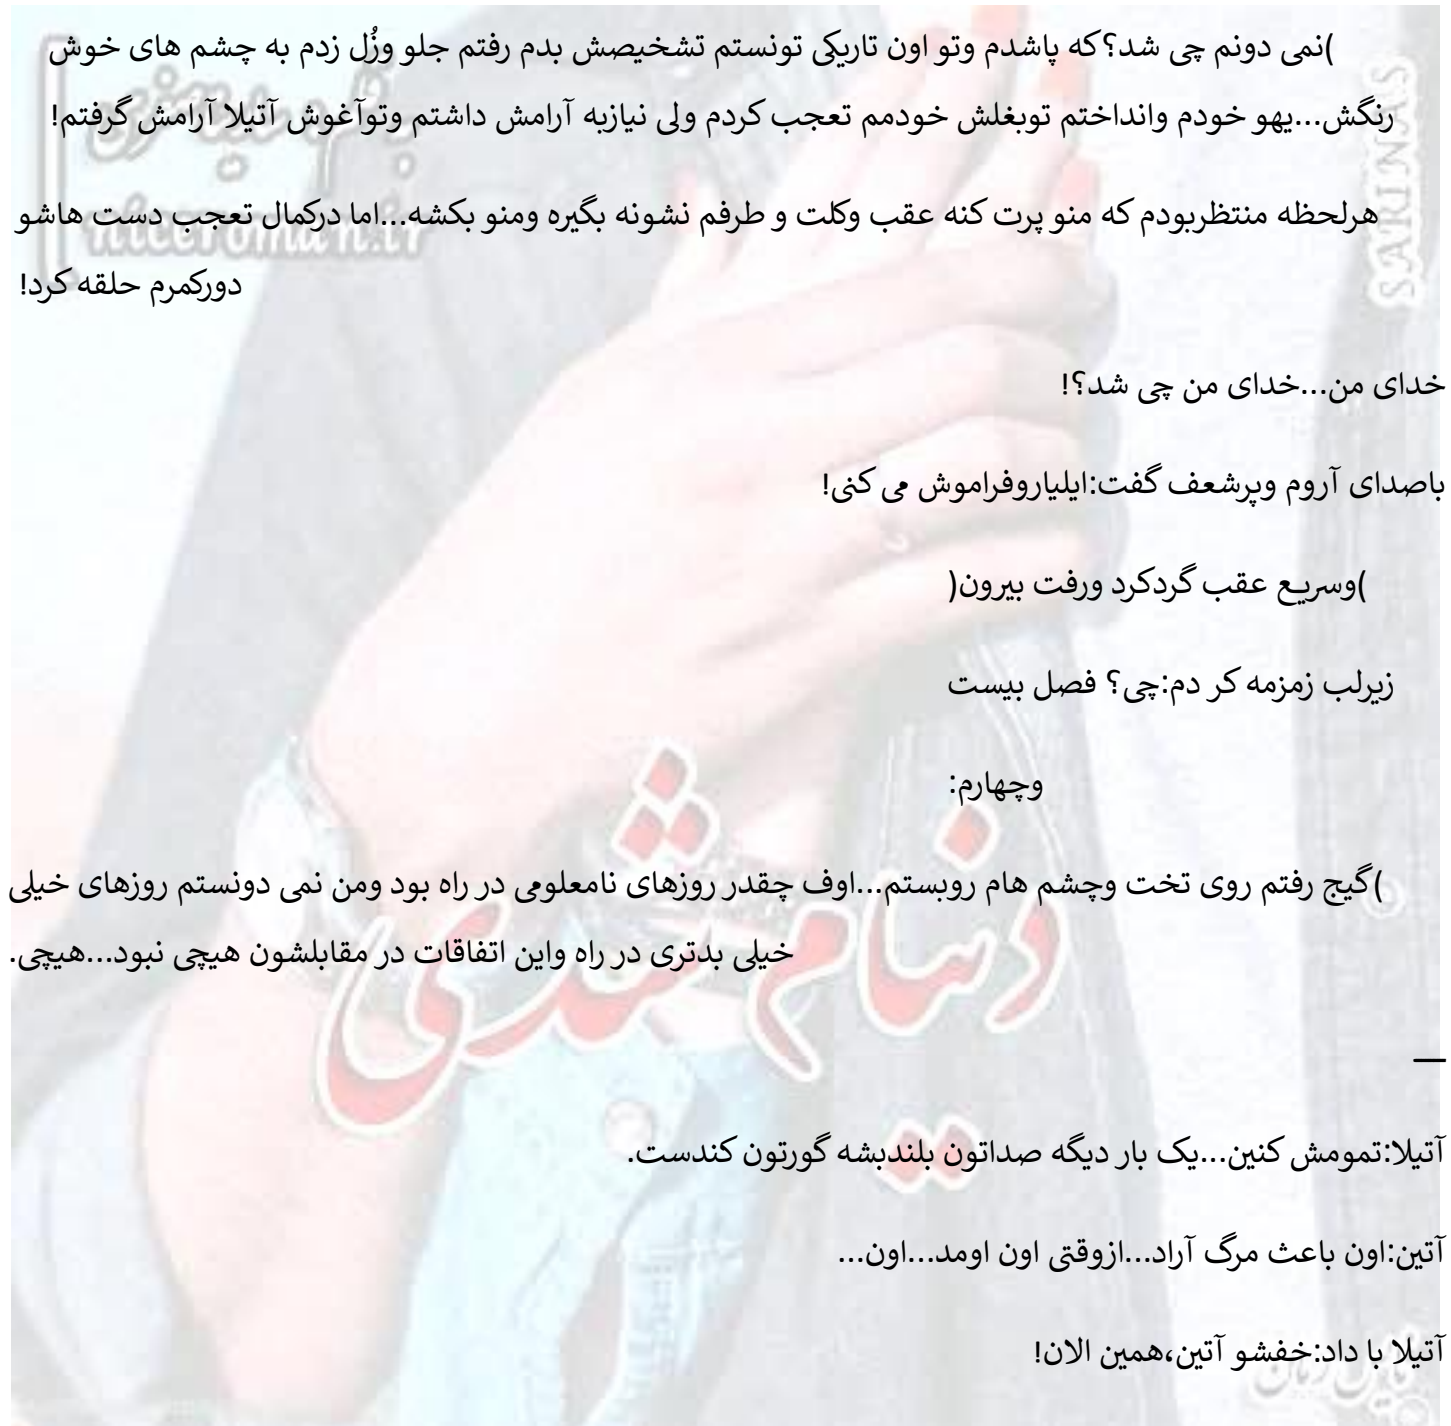 )نمی دونم چی شد؟که پاشدم وتو اون تاریکی تونستم تشخیصش بدم رفتم جلو وزُل زدم به چشم های خوش
رنگش...یهو خودم وانداختم توبغلش خودمم تعجب کردم ولی نیازبه آرامش داشتم وتوآغوش آتیلا آرامش گرفتم!
هرلحظه منتظربودم که منو پرت کنه عقب وکلت و طرفم نشونه بگیره ومنو بکشه...اما درکمال تعجب دست هاشو
دورکمرم حلقه کرد!
خدای من...خدای من چی شد؟!
باصدای آروم وپرشعف گفت:ایلیاروفراموش می کنی!
)وسریع عقب گردکرد ورفت بیرون(
زیرلب زمزمه کر دم:چی؟ فصل بیست
وچهارم:
)گیج رفتم روی تخت وچشم هام روبستم...اوف چقدر روزهای نامعلومی در راه بود ومن نمی دونستم روزهای خیلی
خیلی بدتری در راه واین اتفاقات در مقابلشون هیچی نبود...هیچی.
__
آتیلا:تمومش کنین...یک بار دیگه صداتون بلندبشه گورتون کندست.
آتین:اون باعث مرگ آراد...ازوقتی اون اومد...اون...
آتیلا با داد:خفشو آتین،همین الان!
SARINAS
niceroman.ir
دنیام شدی